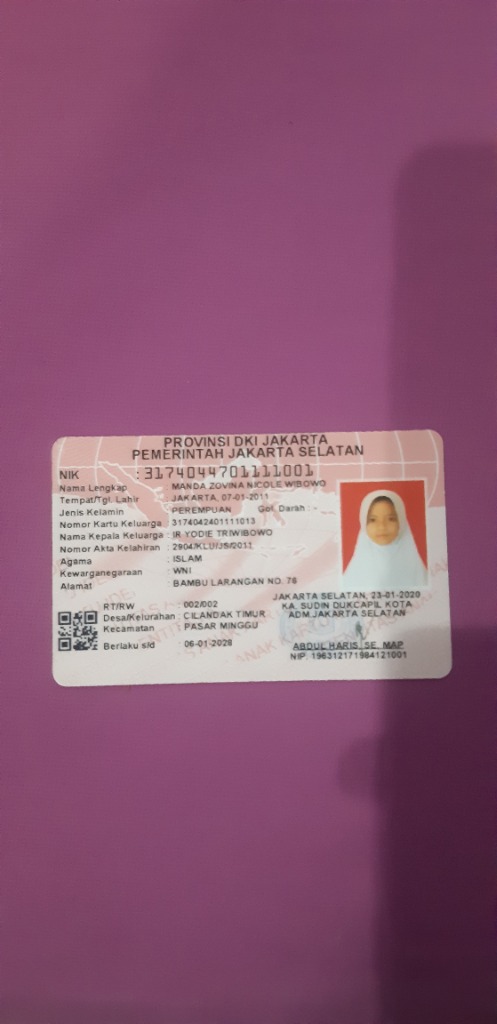 PROVINSI DKI JAKARTA
PEMERINTAH JAKARTA SELATAN
NIK : 3174044701111001
Nama Lengkap : MANDA ZOVINA NICOLE WIBOWO
Tempat/Tgl. Lahir : JAKARTA, 07-01-2011
Jenis Kelamin : PEREMPUAN Gol. Darah : -
Nomor Kartu Keluarga : 3174042401111013
Nama Kepala Keluarga : IR YODIE TRIWIBOWO
Nomor Akta Kelahiran : 2904/KLU/JS/2011
Agama : ISLAM
Kewarganegaraan : WNI
Alamat : BAMBU LARANGAN NO. 76
RT/RW : 002/002
Desa/Kelurahan : CILANDAK TIMUR
Kecamatan : PASAR MINGGU
Berlaku s/d : 06-01-2028
JAKARTA SELATAN, 23-01-2020
KA. SUDIN DUKCAPIL KOTA
ADM.JAKARTA SELATAN
ABDUL HARIS, SE. MAP
NIP. 196312171984121001